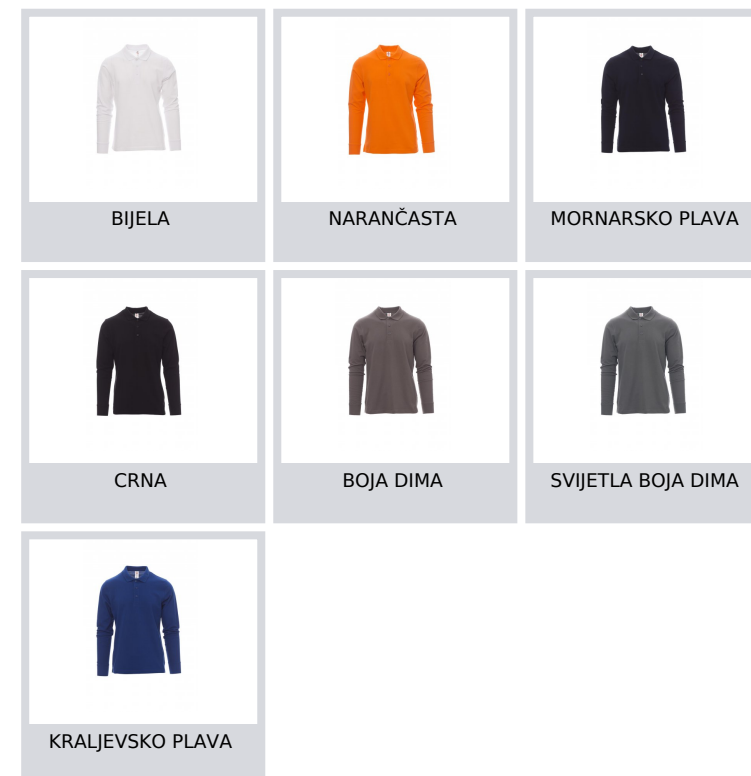 BIJELA
NARANČASTA
MORNARSKO PLAVA
CRNA
BOJA DIMA
SVIJETLA BOJA DIMA
KRALJEVSKO PLAVA